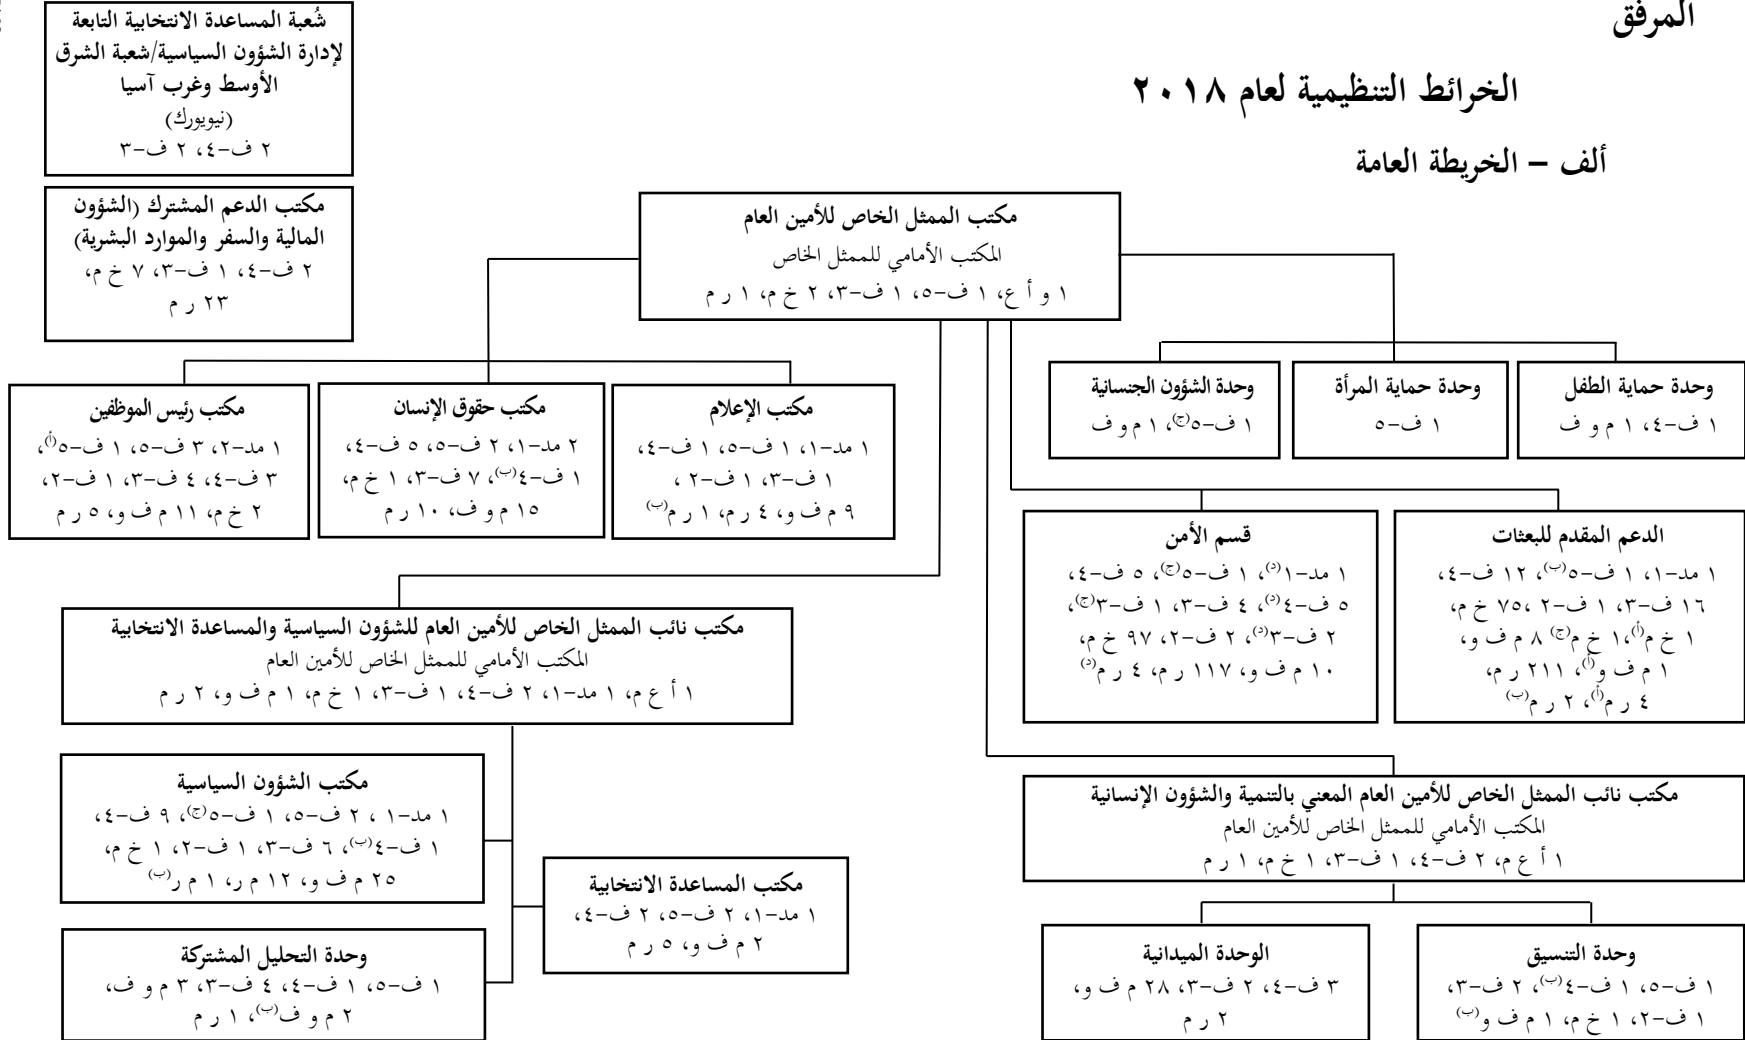 المرفق
الخرائط التنظيمية لعام ٢٠١٨
ألف – الخريطة العامة
شُعبة المساعدة الانتخابية التابعة
لإدارة الشؤون السياسية/شعبة الشرق
الأوسط وغرب آسيا
(نيويورك)
٢ ف-٤، ٢ ف-٣
مكتب الدعم المشترك (الشؤون
المالية والسفر والموارد البشرية)
٢ ف-٤، ١ ف-٣، ٧ خ م،
٢٣ ر م
مكتب الممثل الخاص للأمين العام
المكتب الأمامي للممثل الخاص
١ و أ ع، ١ ف-٥، ١ ف-٣، ٢ خ م، ١ ر م
وحدة حماية الطفل
١ ف-٤، ١ م و ف
وحدة حماية المرأة
١ ف-٥
وحدة الشؤون الجنسانية
١ ف-٥(ج)، ١ م و ف
مكتب الإعلام
١ مد-١، ١ ف-٥، ١ ف-٤،
١ ف-٣، ١ ف-٢ ،
٩ م ف و، ٤ ر م، ١ ر م(ب)
مكتب حقوق الإنسان
٢ مد-١، ٢ ف-٥، ٥ ف-٤،
١ ف-٤(ب)، ٧ ف-٣، ١ خ م،
١٥ م و ف، ١٠ ر م
مكتب رئيس الموظفين
١ مد-٢، ٣ ف-٥، ١ ف-٥(أ)،
٣ ف-٤، ٤ ف-٣، ١ ف-٢،
٢ خ م، ١١ م ف و، ٥ ر م
الدعم المقدم للبعثات
١ مد-١، ١ ف-٥(ب)، ١٢ ف-٤،
١٦ ف-٣، ١ ف-٢ ،٧٥ خ م،
١ خ م(أ)،١ خ م(ج) ٨ م ف و،
١ م ف و(أ)، ٢١١ ر م،
٤ ر م(أ)، ٢ ر م(ب)
قسم الأمن
١ مد-١(د)، ١ ف-٥(ج)، ٥ ف-٤،
٥ ف-٤(د)، ٤ ف-٣، ١ ف-٣(ج)،
٢ ف-٣(د)، ٢ ف-٢، ٩٧ خ م،
١٠ م ف و، ١١٧ ر م، ٤ ر م(د)
مكتب نائب الممثل الخاص للأمين العام للشؤون السياسية والمساعدة الانتخابية
المكتب الأمامي للممثل الخاص للأمين العام
١ أ ع م، ١ مد-١، ٢ ف-٤، ١ ف-٣، ١ خ م، ١ م ف و، ٢ ر م
مكتب الشؤون السياسية
١ مد-١ ، ٢ ف-٥، ١ ف-٥(ج)، ٩ ف-٤،
١ ف-٤(ب)، ٦ ف-٣، ١ ف-٢، ١ خ م،
٢٥ م ف و، ١٢ م ر، ١ م ر(ب)
مكتب المساعدة الانتخابية
١ مد-١، ٢ ف-٥، ٢ ف-٤،
٢ م ف و، ٥ ر م
وحدة التحليل المشتركة
١ ف-٥، ١ ف-٤، ٤ ف-٣، ٣ م و ف،
٢ م و ف(ب)، ١ ر م
مكتب نائب الممثل الخاص للأمين العام المعني بالتنمية والشؤون الإنسانية
المكتب الأمامي للممثل الخاص للأمين العام
١ أ ع م، ٢ ف-٤، ١ ف-٣، ١ خ م، ١ ر م
وحدة التنسيق
١ ف-٥، ١ ف-٤(ب)، ٢ ف-٣،
١ ف-٢، ١ خ م، ١ م ف و(ب)
الوحدة الميدانية
٣ ف-٤، ٢ ف-٣، ٢٨ م ف و،
٢ ر م